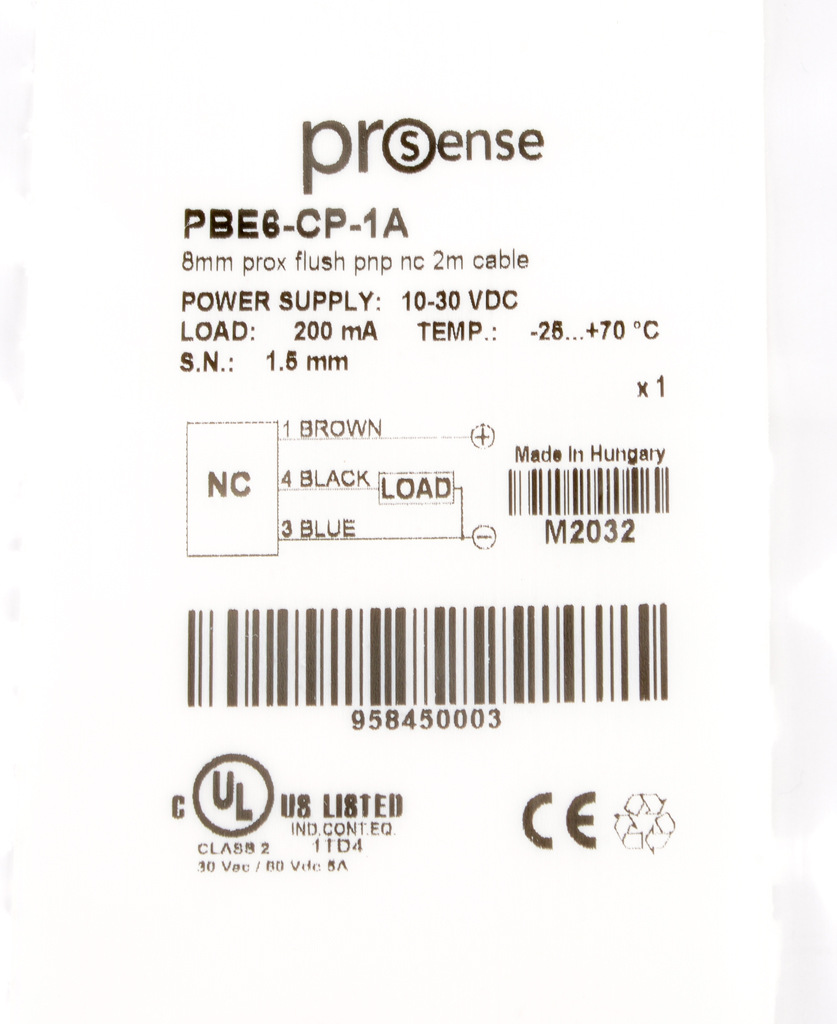 prosense
PBE6-CP-1A
8mm prox flush pnp nc 2m cable
POWER SUPPLY: 10-30 VDC
LOAD: 200 mA TEMP.: -25...+70 °C
S.N.: 1.5 mm
x 1
1 BROWN
NC
4 BLACK
LOAD
3 BLUE
Made In Hungary
M2032
958450003
C UL US LISTED
IND.CONT.EQ.
CLASS 2 1TD4
30 Vac / 60 Vdc 5A
CE